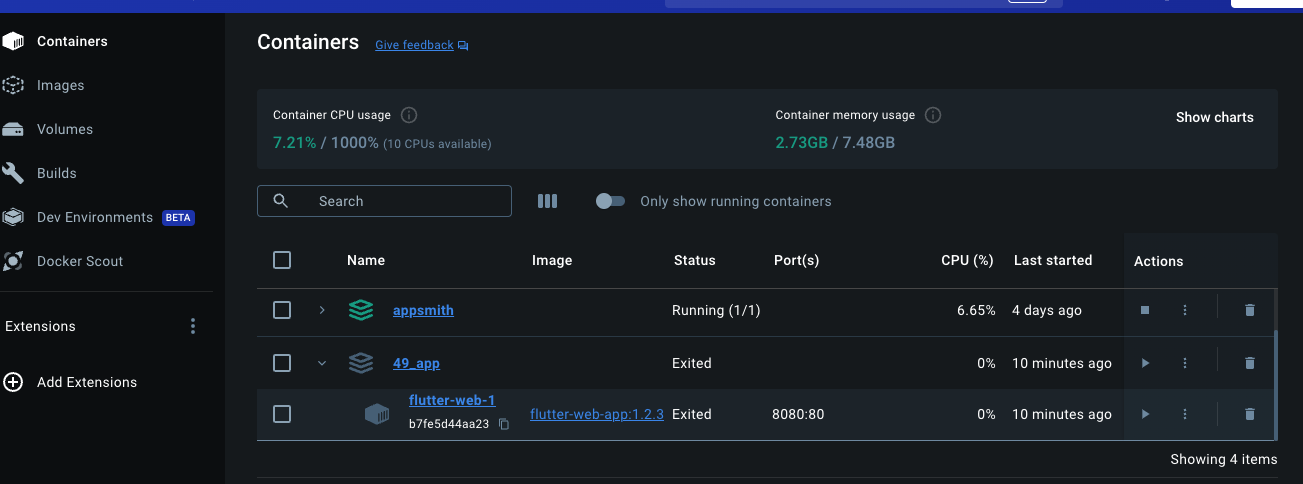 Containers
Images
Volumes
Builds
Dev Environments BETA
Docker Scout
Extensions
Add Extensions
Containers Give feedback
Container CPU usage
7.21% / 1000% (10 CPUs available)
Container memory usage
2.73GB / 7.48GB
Show charts
Search
Only show running containers
Name Image Status Port(s) CPU (%) Last started Actions
appsmith Running (1/1) 6.65% 4 days ago
49_app Exited 0% 10 minutes ago
flutter-web-1
b7fe5d44aa23
flutter-web-app:1.2.3 Exited 8080:80 0% 10 minutes ago
Showing 4 items